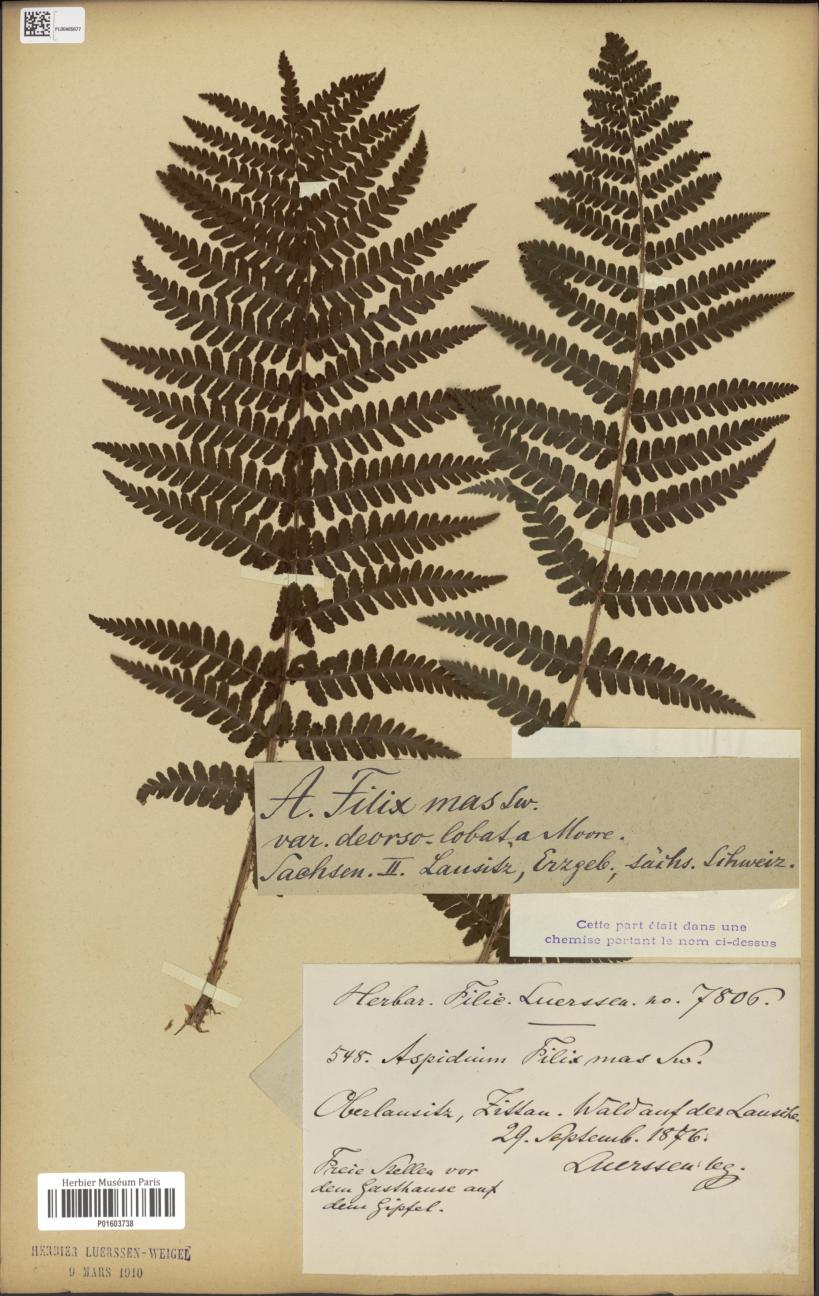 A. Filix mas Sw.
var. deorso-lobata Moore.
Sachsen. II. Lausitz, Erzgeb., sächs. Schweiz.
Cette part était dans une
chemise portant le nom ci-dessus
Herbar. Filic. Luerssen. no. 7806.
548. Aspidium Filix mas Sw.
Oberlausitz, Zittau. Wald auf der Lausche.
29. Septemb. 1876.
Luerssen leg.
Freie Stellen vor
dem Gasthause auf
dem Gipfel.
Herbier Muséum Paris
P01603738
HERBIER LUERSSEN-WEIGEL
9 MARS 1910